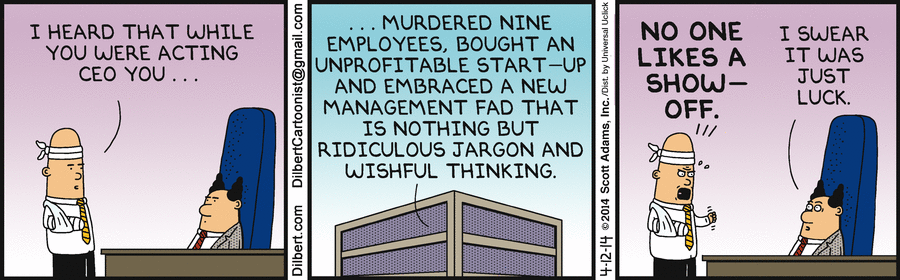 I HEARD THAT WHILE
YOU WERE ACTING
CEO YOU . . .
Dilbert.com DilbertCartoonist@gmail.com
. . . MURDERED NINE
EMPLOYEES, BOUGHT AN
UNPROFITABLE START-UP
AND EMBRACED A NEW
MANAGEMENT FAD THAT
IS NOTHING BUT
RIDICULOUS JARGON AND
WISHFUL THINKING.
4-12-14 © 2014 Scott Adams, Inc. /Dist. by Universal Uclick
NO ONE
LIKES A
SHOW-
OFF.
I SWEAR
IT WAS
JUST
LUCK.